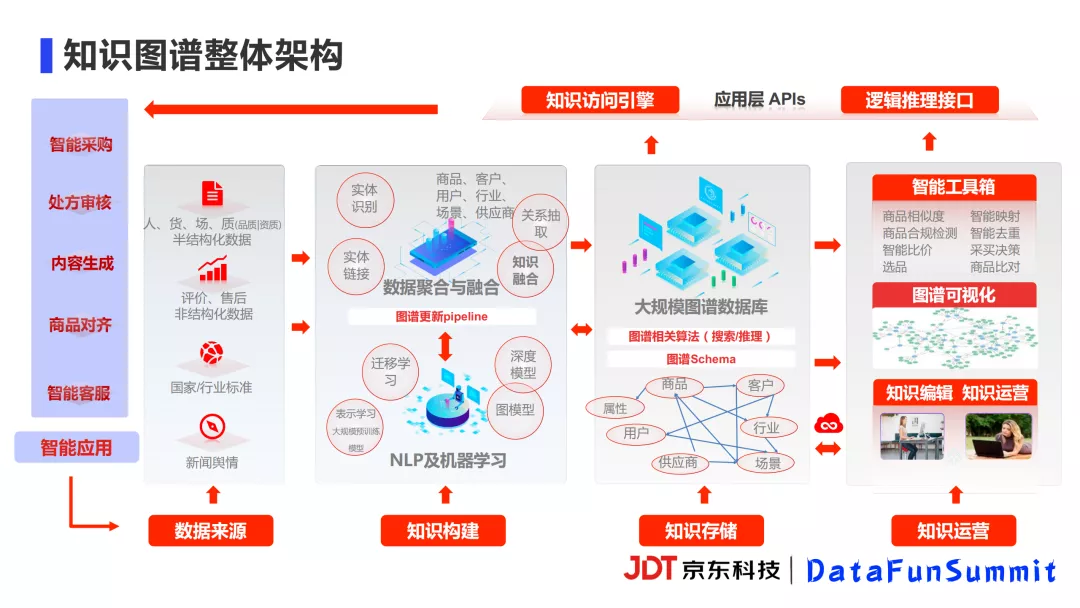 知识图谱整体架构
知识访问引擎
应用层 APIs
逻辑推理接口
智能采购
处方审核
内容生成
商品对齐
智能客服
智能应用
人、货、场、质(品质|资质)
半结构化数据
评价、售后
非结构化数据
国家/行业标准
新闻舆情
数据来源
实体
识别
商品、客户、
用户、行业、
场景、供应商
关系抽
取
实体
链接
知识
融合
数据聚合与融合
图谱更新pipeline
迁移学
习
深度
模型
表示学习
大规模预训练
模型
图模型
NLP及机器学习
知识构建
大规模图谱数据库
图谱相关算法（搜索/推理）
图谱Schema
商品
客户
属性
用户
行业
供应商
场景
知识存储
智能工具箱
商品相似度
智能映射
商品合规检测
智能去重
智能比价
采买决策
选品
商品比对
图谱可视化
知识编辑 知识运营
知识运营
JDT 京东科技 | DataFunSummit